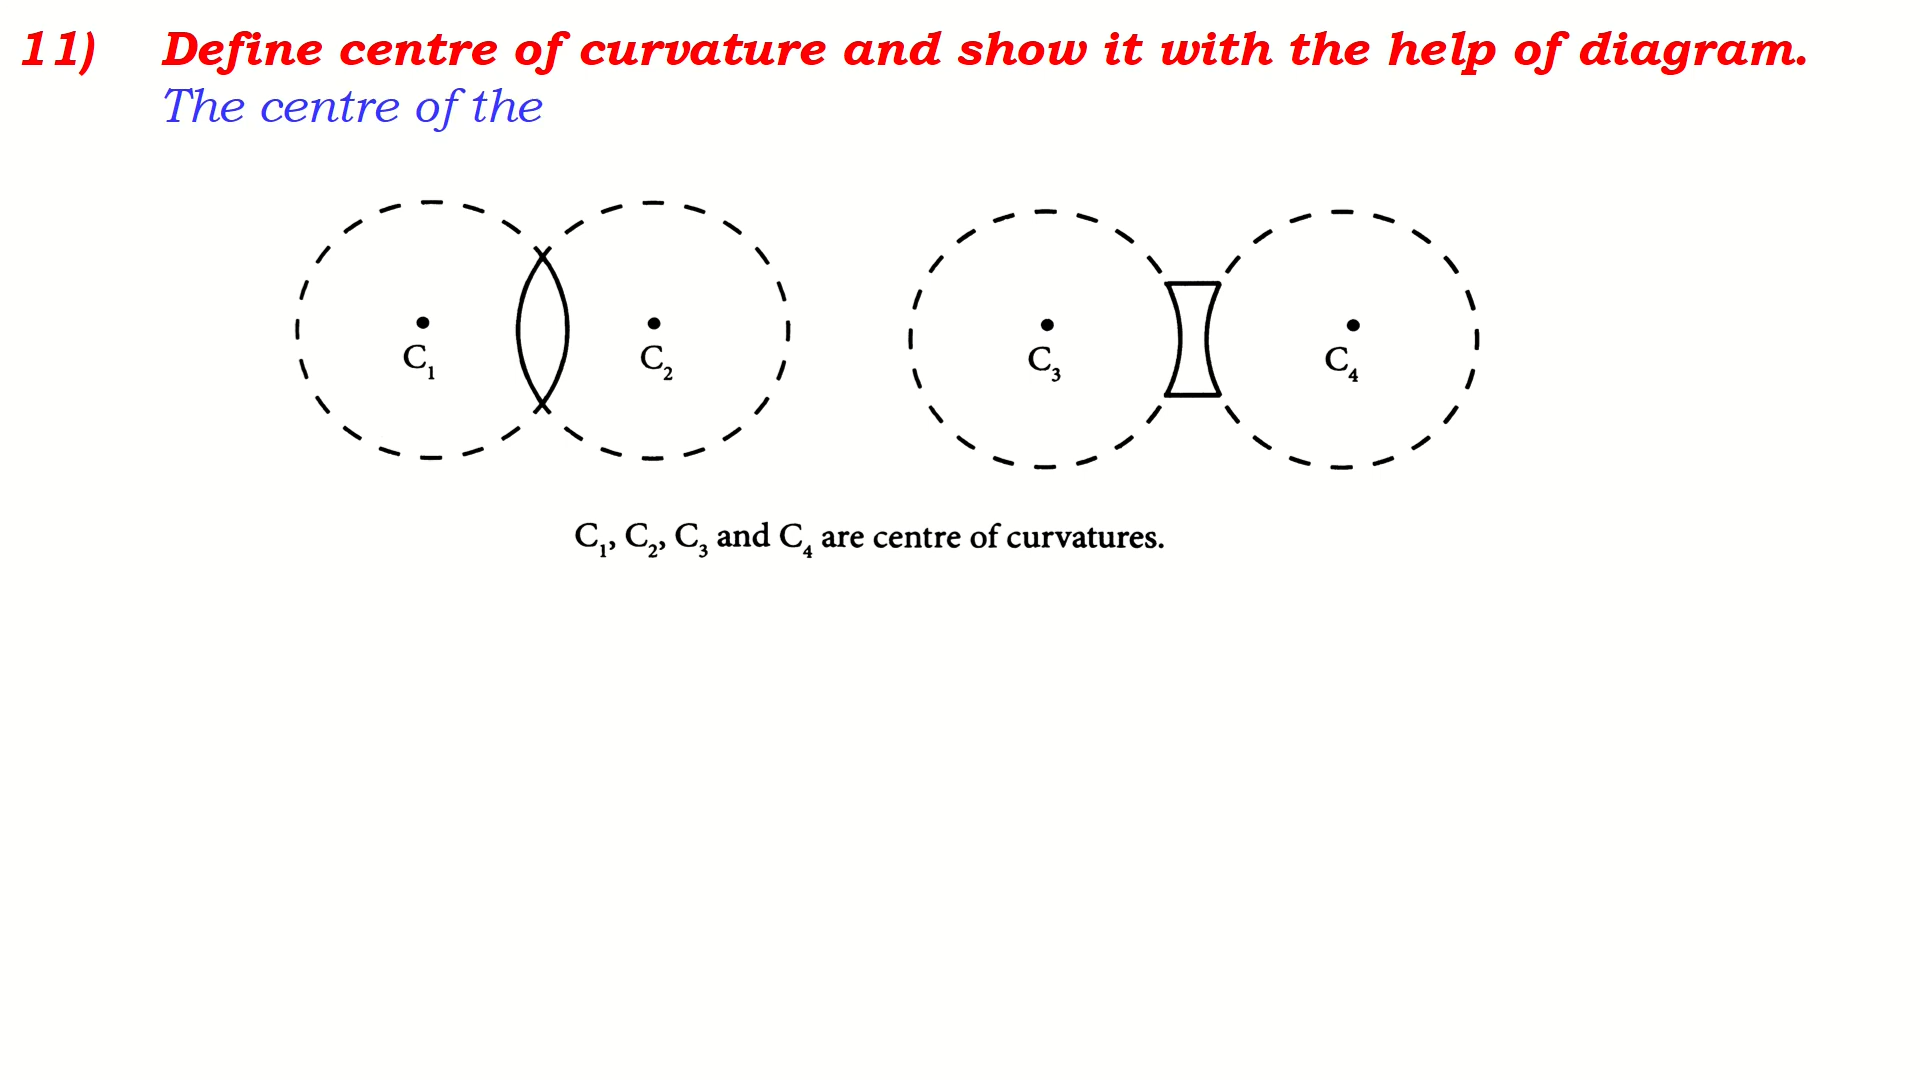 11) Define centre of curvature and show it with the help of diagram.
The centre of the
C₁ C₂ C₃ C₄
C₁, C₂, C₃ and C₄ are centre of curvatures.